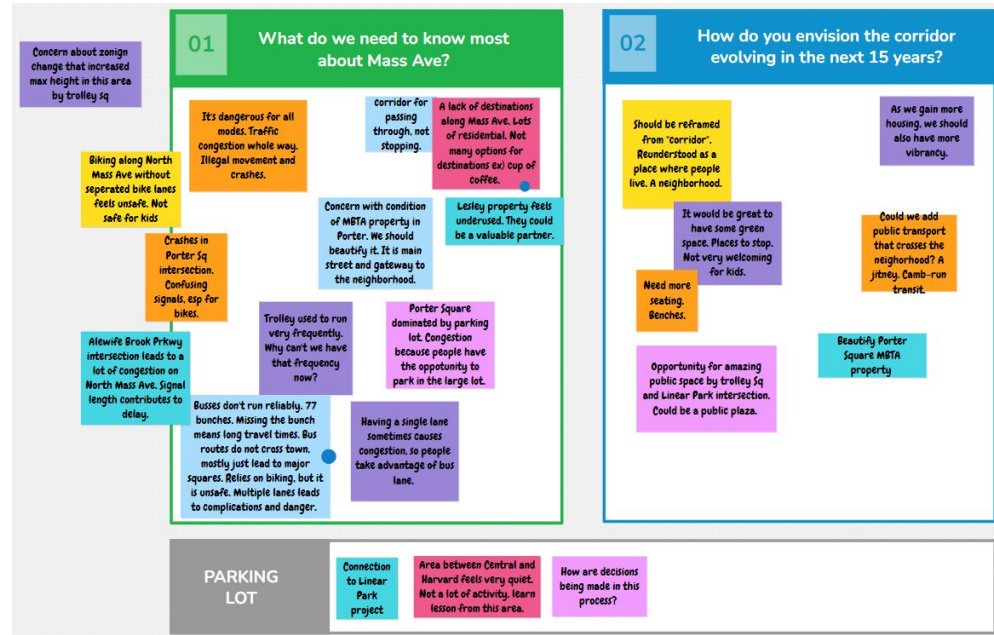 Concern about zonign
change that increased
max height in this area
by trolley sq
01
What do we need to know most
about Mass Ave?
It's dangerous for all
modes. Traffic
congestion whole way.
Illegal movement and
crashes.
corridor for
passing
through, not
stopping.
A lack of destinations
along Mass Ave. Lots
of residential. Not
many options for
destinations ex) cup of
coffee.
Biking along North
Mass Ave without
seperated bike lanes
feels unsafe. Not
safe for kids
Concern with condition
of MBTA property in
Porter. We should
beautify it. It is main
street and gateway to
the neighborhood.
Lesley property feels
underused. They could
be a valuable partner.
Crashes in
Porter Sq
intersection.
Confusing
signals, esp for
bikes.
Trolley used to run
very frequently.
Why can't we have
that frequency
now?
Porter Square
dominated by parking
lot. Congestion
because people have
the oppotunity to
park in the large lot.
Alewife Brook Prkwy
intersection leads to a
lot of congestion on
North Mass Ave. Signal
length contributes to
delay.
Busses don't run reliably. 77
bunches. Missing the bunch
means long travel times. Bus
routes do not cross town,
mostly just lead to major
squares. Relies on biking, but it
is unsafe. Multiple lanes leads
to complications and danger.
Having a single lane
sometimes causes
congestion, so people
take advantage of bus
lane.
02
How do you envision the corridor
evolving in the next 15 years?
Should be reframed
from "corridor".
Reunderstood as a
place where people
live. A neighborhood.
As we gain more
housing, we should
also have more
vibrancy.
It would be great to
have some green
space. Places to stop.
Not very welcoming
for kids.
Could we add
public transport
that crosses the
neighorhood? A
jitney. Camb-run
transit.
Need more
seating.
Benches.
Beautify Porter
Square MBTA
property
Opportunity for amazing
public space by trolley Sq
and Linear Park intersection.
Could be a public plaza.
PARKING
LOT
Connection
to Linear
Park
project
Area between Central and
Harvard feels very quiet.
Not a lot of activity. learn
lesson from this area.
How are decisions
being made in this
process?